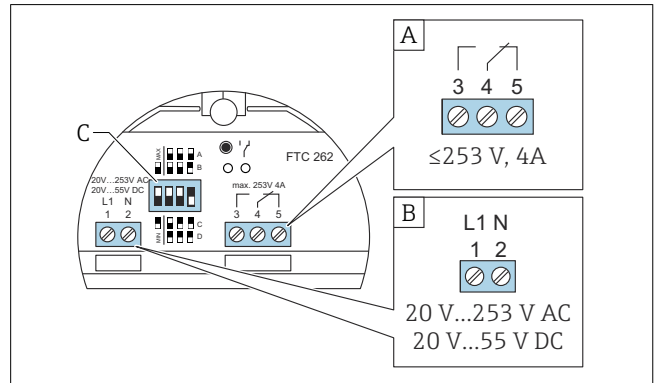 A
3 4 5
≤253 V, 4A
C
MAX
A
B
FTC 262
20V...253V AC
20V...55V DC
L1 N
1 2
max. 253V 4A
3 4 5
MIN
C
D
B
L1 N
1 2
20 V...253 V AC
20 V...55 V DC